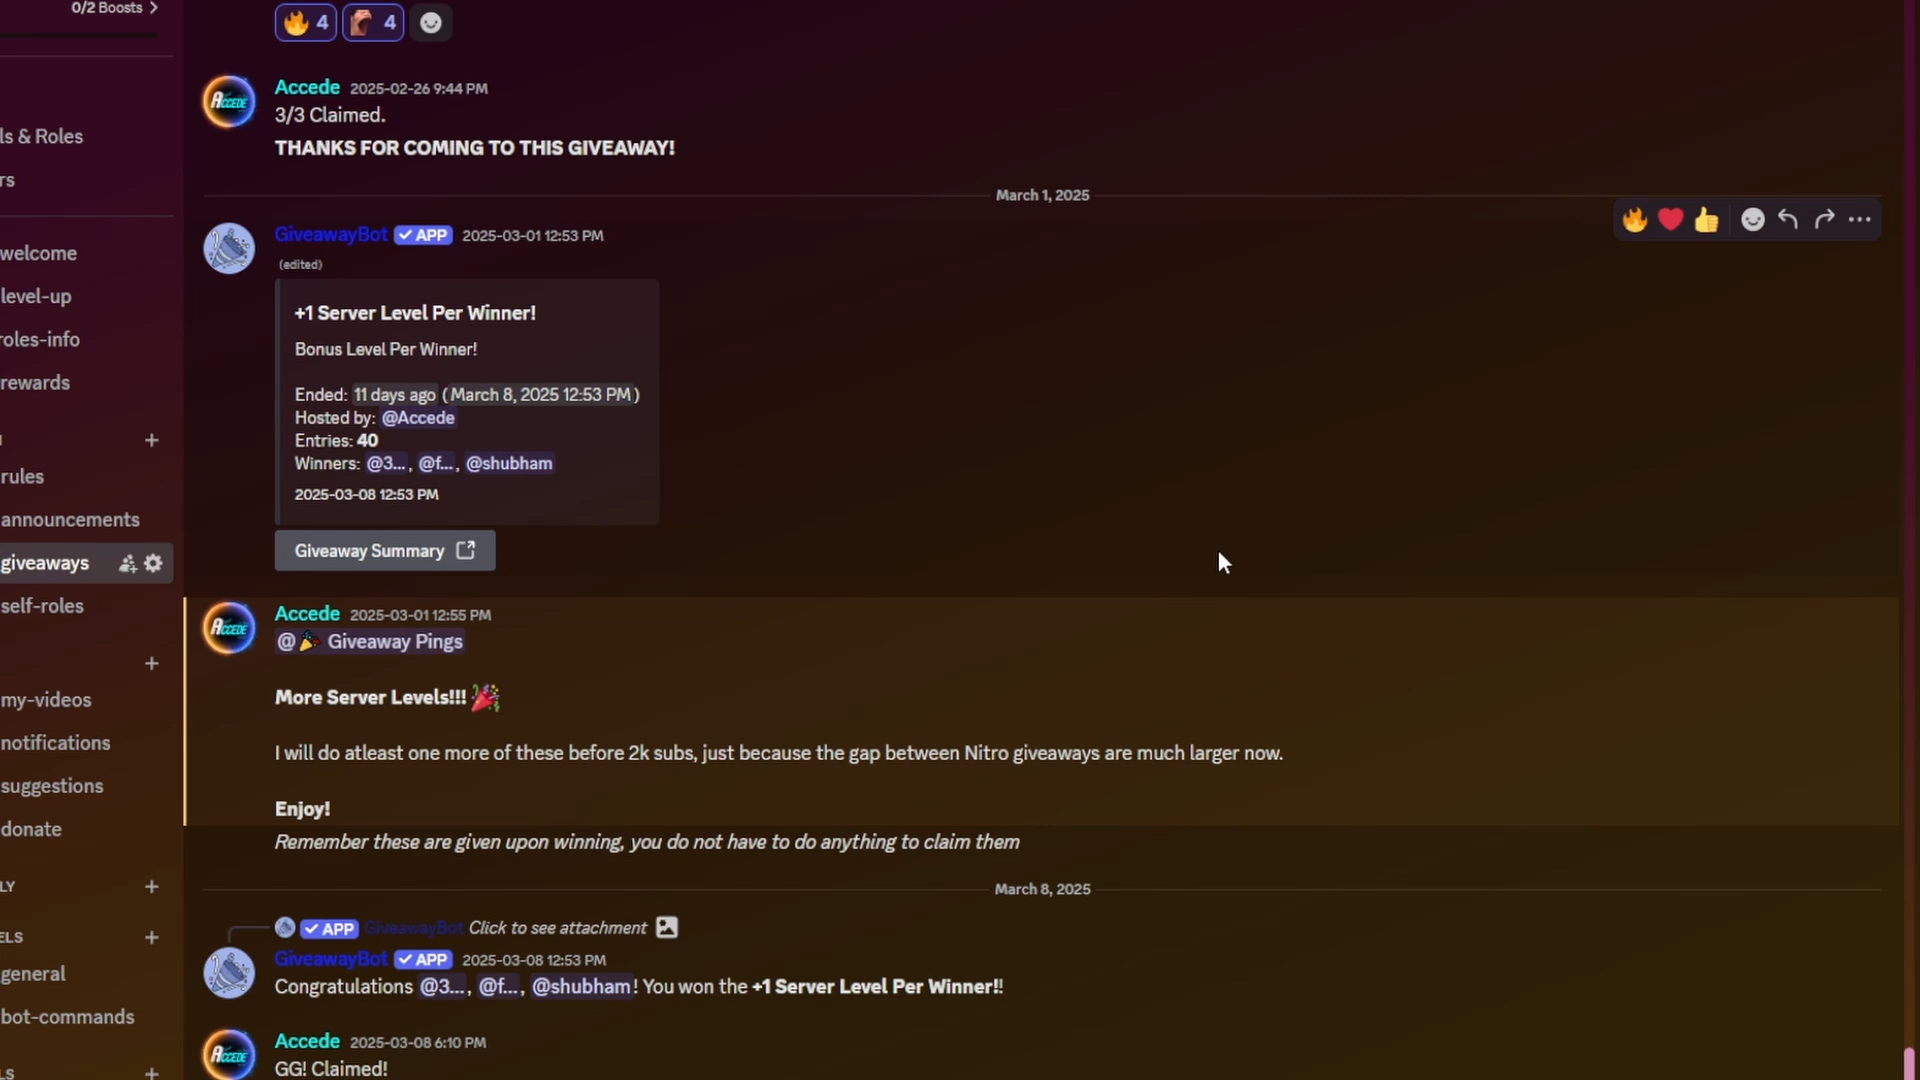 0/2 Boosts
4 4
Accede 2025-02-26 9:44 PM
3/3 Claimed.
THANKS FOR COMING TO THIS GIVEAWAY!
March 1, 2025
GiveawayBot APP 2025-03-01 12:53 PM
(edited)
+1 Server Level Per Winner!
Bonus Level Per Winner!
Ended: 11 days ago (March 8, 2025 12:53 PM)
Hosted by: @Accede
Entries: 40
Winners: @3..., @f..., @shubham
2025-03-08 12:53 PM
Giveaway Summary
Accede 2025-03-01 12:55 PM
@🎉 Giveaway Pings
More Server Levels!!! 🎉
I will do atleast one more of these before 2k subs, just because the gap between Nitro giveaways are much larger now.
Enjoy!
Remember these are given upon winning, you do not have to do anything to claim them
March 8, 2025
APP GiveawayBot Click to see attachment
GiveawayBot APP 2025-03-08 12:53 PM
Congratulations @3..., @f..., @shubham! You won the +1 Server Level Per Winner!!
Accede 2025-03-08 6:10 PM
GG! Claimed!
ls & Roles
rs
welcome
level-up
roles-info
rewards
rules
announcements
giveaways
self-roles
my-videos
notifications
suggestions
donate
LY
ELS
general
bot-commands
LS